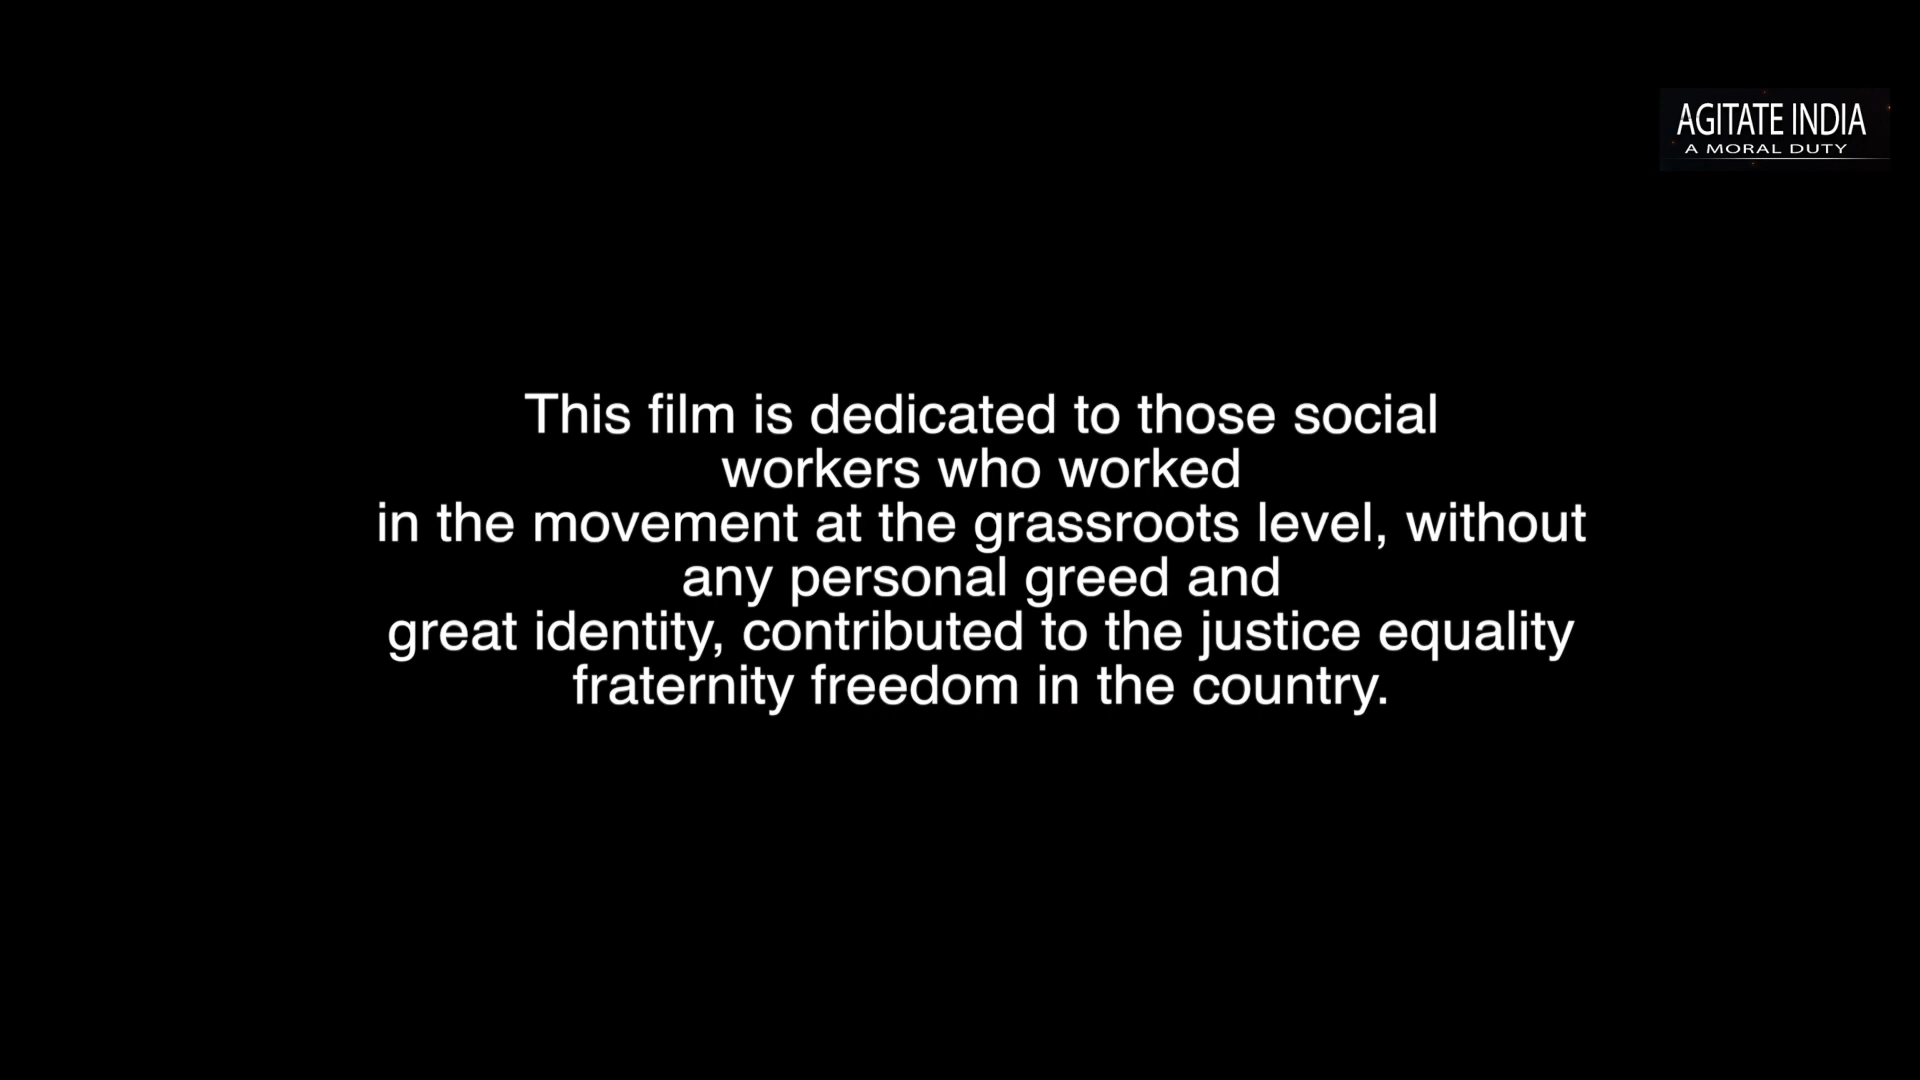 AGITATE INDIA
A MORAL DUTY
This film is dedicated to those social
workers who worked
in the movement at the grassroots level, without
any personal greed and
great identity, contributed to the justice equality
fraternity freedom in the country.